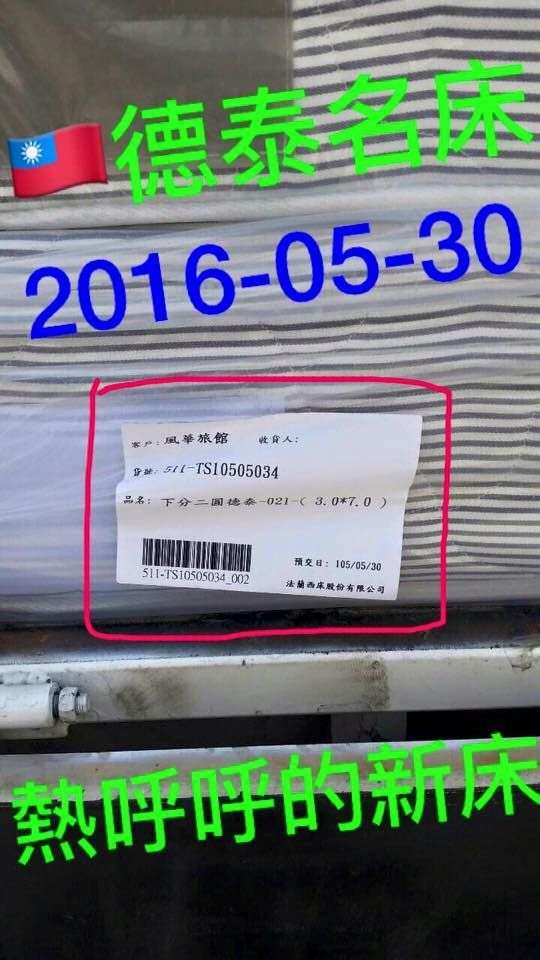 德泰名床
2016-05-30
客戶: 風華旅館 收貨人:
貨號: 511-TS10505034
品名: 下分二圓德泰-021-( 3.0*7.0 )
511-TS10505034_002
預交日: 105/05/30
法蘭西床股份有限公司
熱呼呼的新床